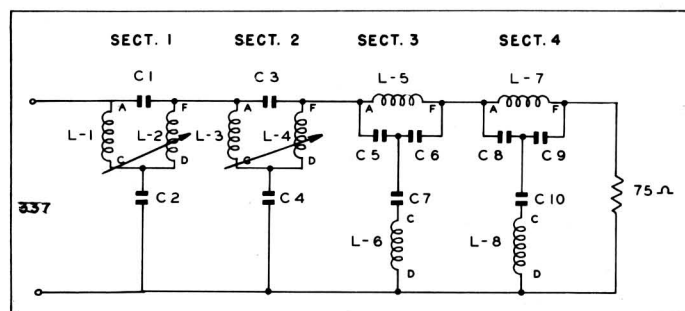 SECT. 1 SECT. 2 SECT. 3 SECT. 4
C1 C3 L-5 L-7
A F A F A F A F
L-1 L-2 L-3 L-4
C5 C6 C8 C9
C D C D
C2 C4 C7 C10 75Ω
C C
337 L-6 L-8
D D